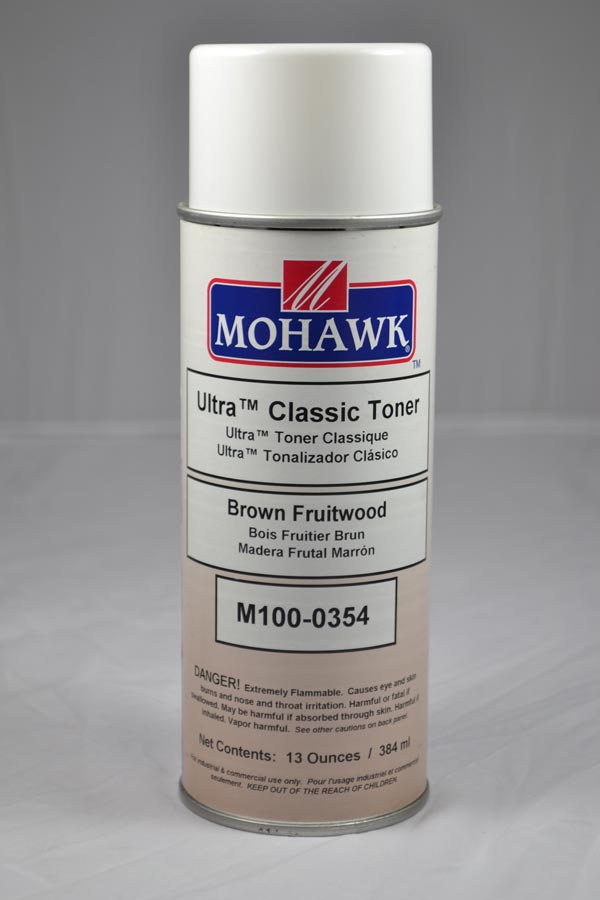 M
MOHAWK®
™
Ultra™ Classic Toner
Ultra™ Toner Classique
Ultra™ Tonalizador Clásico
Brown Fruitwood
Bois Fruitier Brun
Madera Frutal Marrón
M100-0354
DANGER! Extremely Flammable. Causes eye and skin
burns and nose and throat irritation. Harmful or fatal if
swallowed. May be harmful if absorbed through skin. Harmful if
inhaled. Vapor harmful. See other cautions on back panel.
Net Contents: 13 Ounces / 384 ml
For industrial & commercial use only. Pour l'usage industriel et commercial
seulement. KEEP OUT OF THE REACH OF CHILDREN.